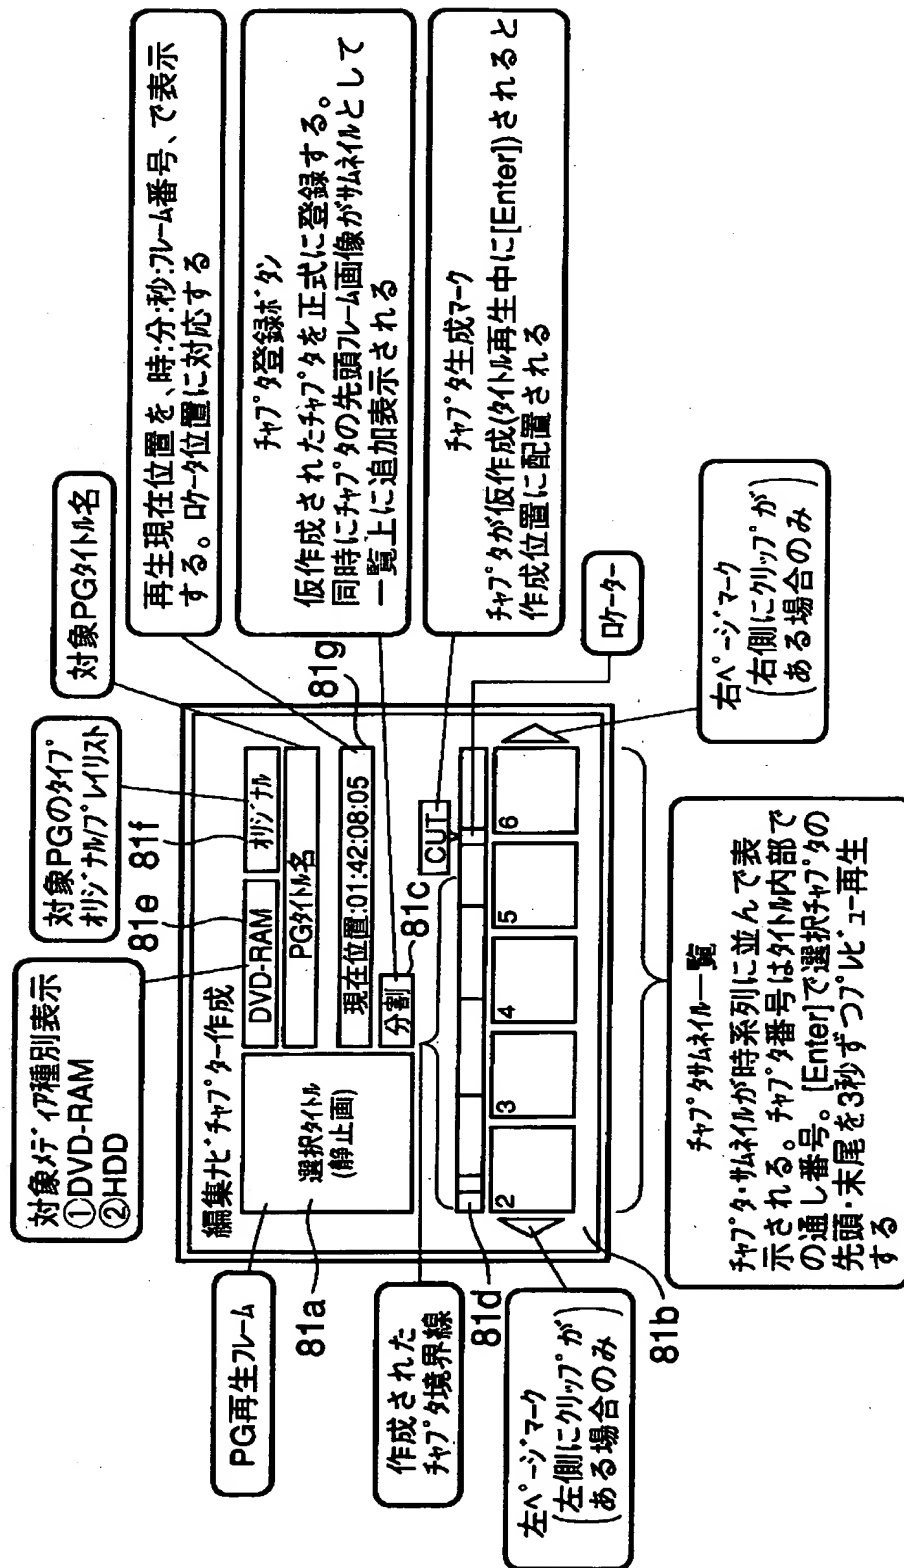 対象ﾒﾃﾞｨｱ種別表示
①DVD-RAM
②HDD
対象PGのタイプ
ｵﾘｼﾞﾅﾙ/ﾌﾟﾚｲﾘｽﾄ
対象PGﾀｲﾄﾙ名
再生現在位置を、時:分:秒:ﾌﾚｰﾑ番号、で表示
する。ﾛｹｰﾀ位置に対応する
ﾁｬﾌﾟﾀ登録ﾎﾞﾀﾝ
仮作成されたﾁｬﾌﾟﾀを正式に登録する。
同時にﾁｬﾌﾟﾀの先頭ﾌﾚｰﾑ画像がｻﾑﾈｲﾙとして
一覧上に追加表示される
ﾁｬﾌﾟﾀ生成ﾏｰｸ
ﾁｬﾌﾟﾀが仮作成(ﾀｲﾄﾙ再生中に[Enter])されると
作成位置に配置される
ﾛｹｰﾀｰ
右ﾍﾟｰｼﾞﾏｰｸ
(右側にｸﾘｯﾌﾟが
ある場合のみ)
PG再生フレーム
81a
作成された
ﾁｬﾌﾟﾀ境界線
81d
左ﾍﾟｰｼﾞﾏｰｸ
(左側にｸﾘｯﾌﾟが
ある場合のみ)
81b
81e
81f
81g
81c
編集ﾅﾋﾞﾁｬﾌﾟﾀｰ作成
選択ﾀｲﾄﾙ
(静止画)
DVD-RAM
ｵﾘｼﾞﾅﾙ
PGﾀｲﾄﾙ名
現在位置:01:42:08:05
分割
CUT
2
3
4
5
6
ﾁｬﾌﾟﾀｻﾑﾈｲﾙ一覧
ﾁｬﾌﾟﾀ・ｻﾑﾈｲﾙが時系列に並んで表
示される。ﾁｬﾌﾟﾀ番号はﾀｲﾄﾙ内部で
の通し番号。[Enter]で選択ﾁｬﾌﾟﾀの
先頭・末尾を3秒ずつﾌﾟﾚﾋﾞｭｰ再生
する